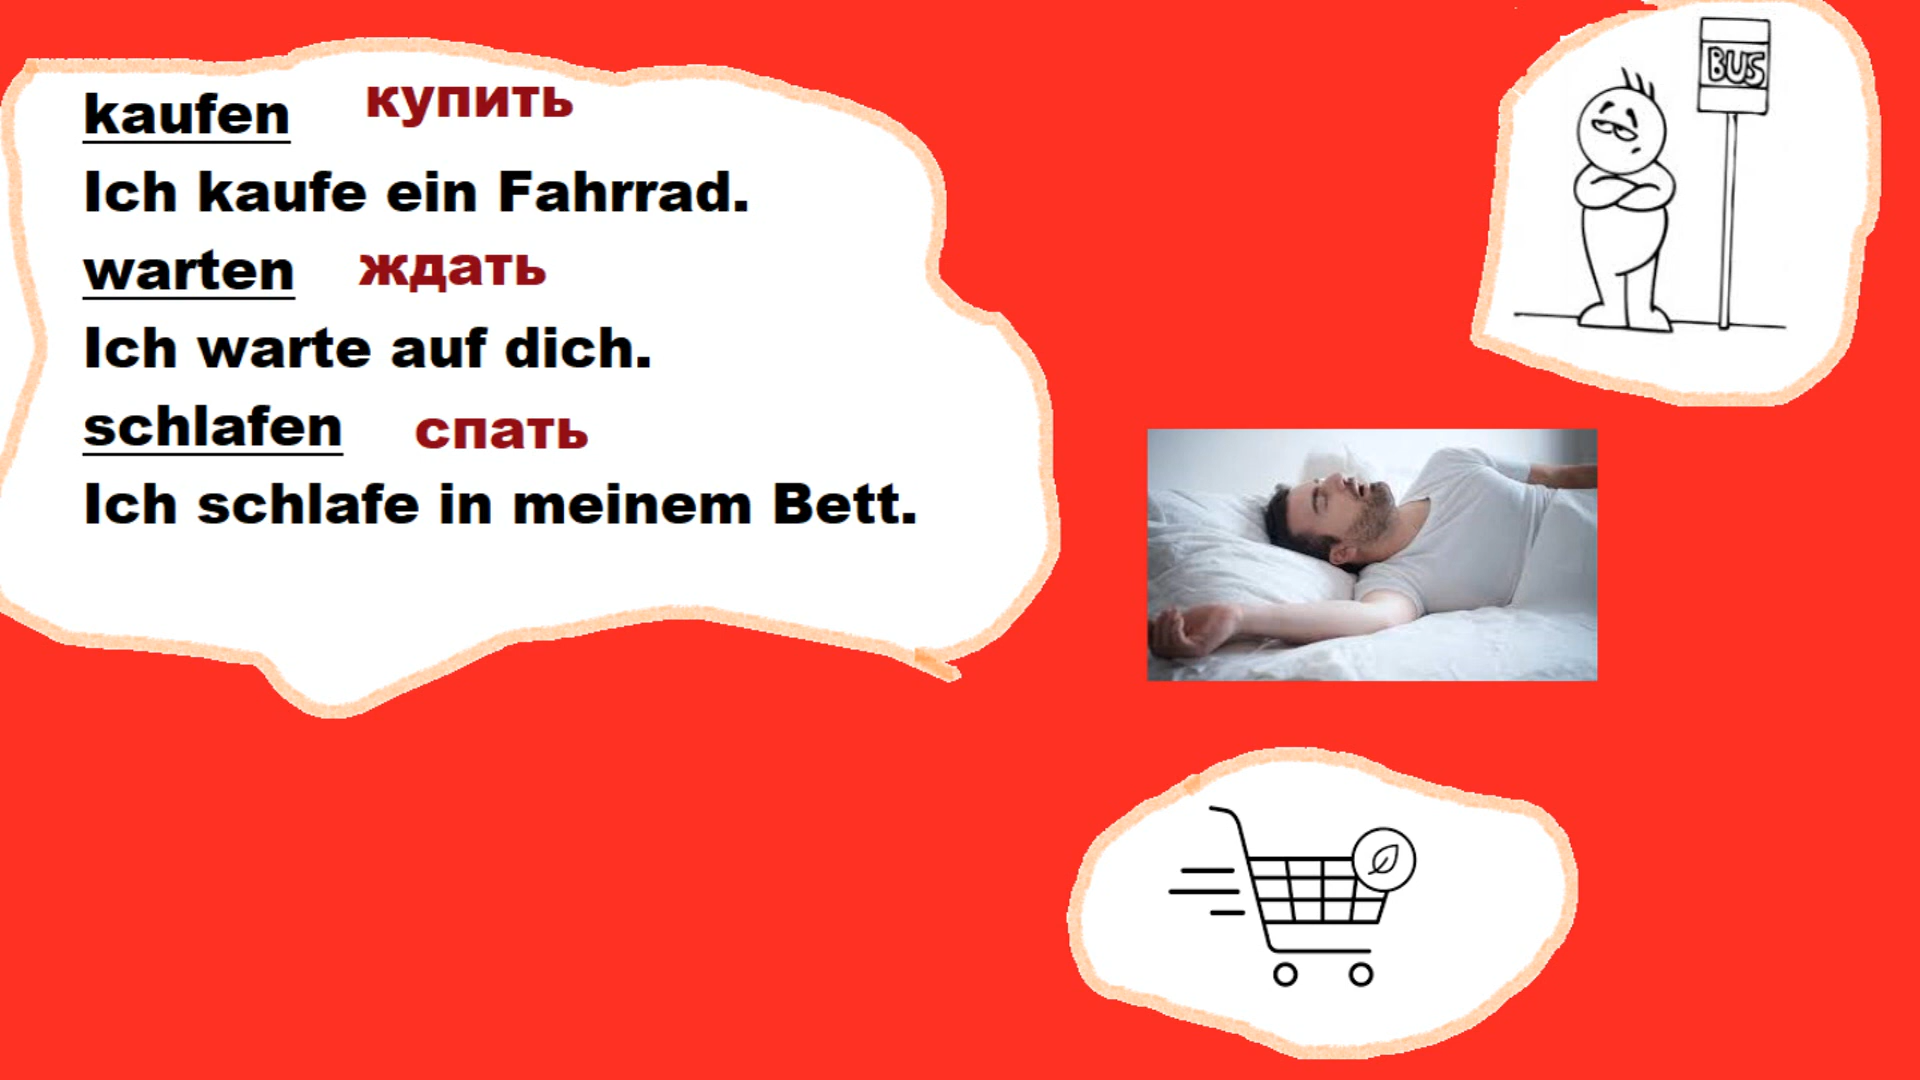 kaufen купить
Ich kaufe ein Fahrrad.
warten ждать
Ich warte auf dich.
schlafen спать
Ich schlafe in meinem Bett.
BUS